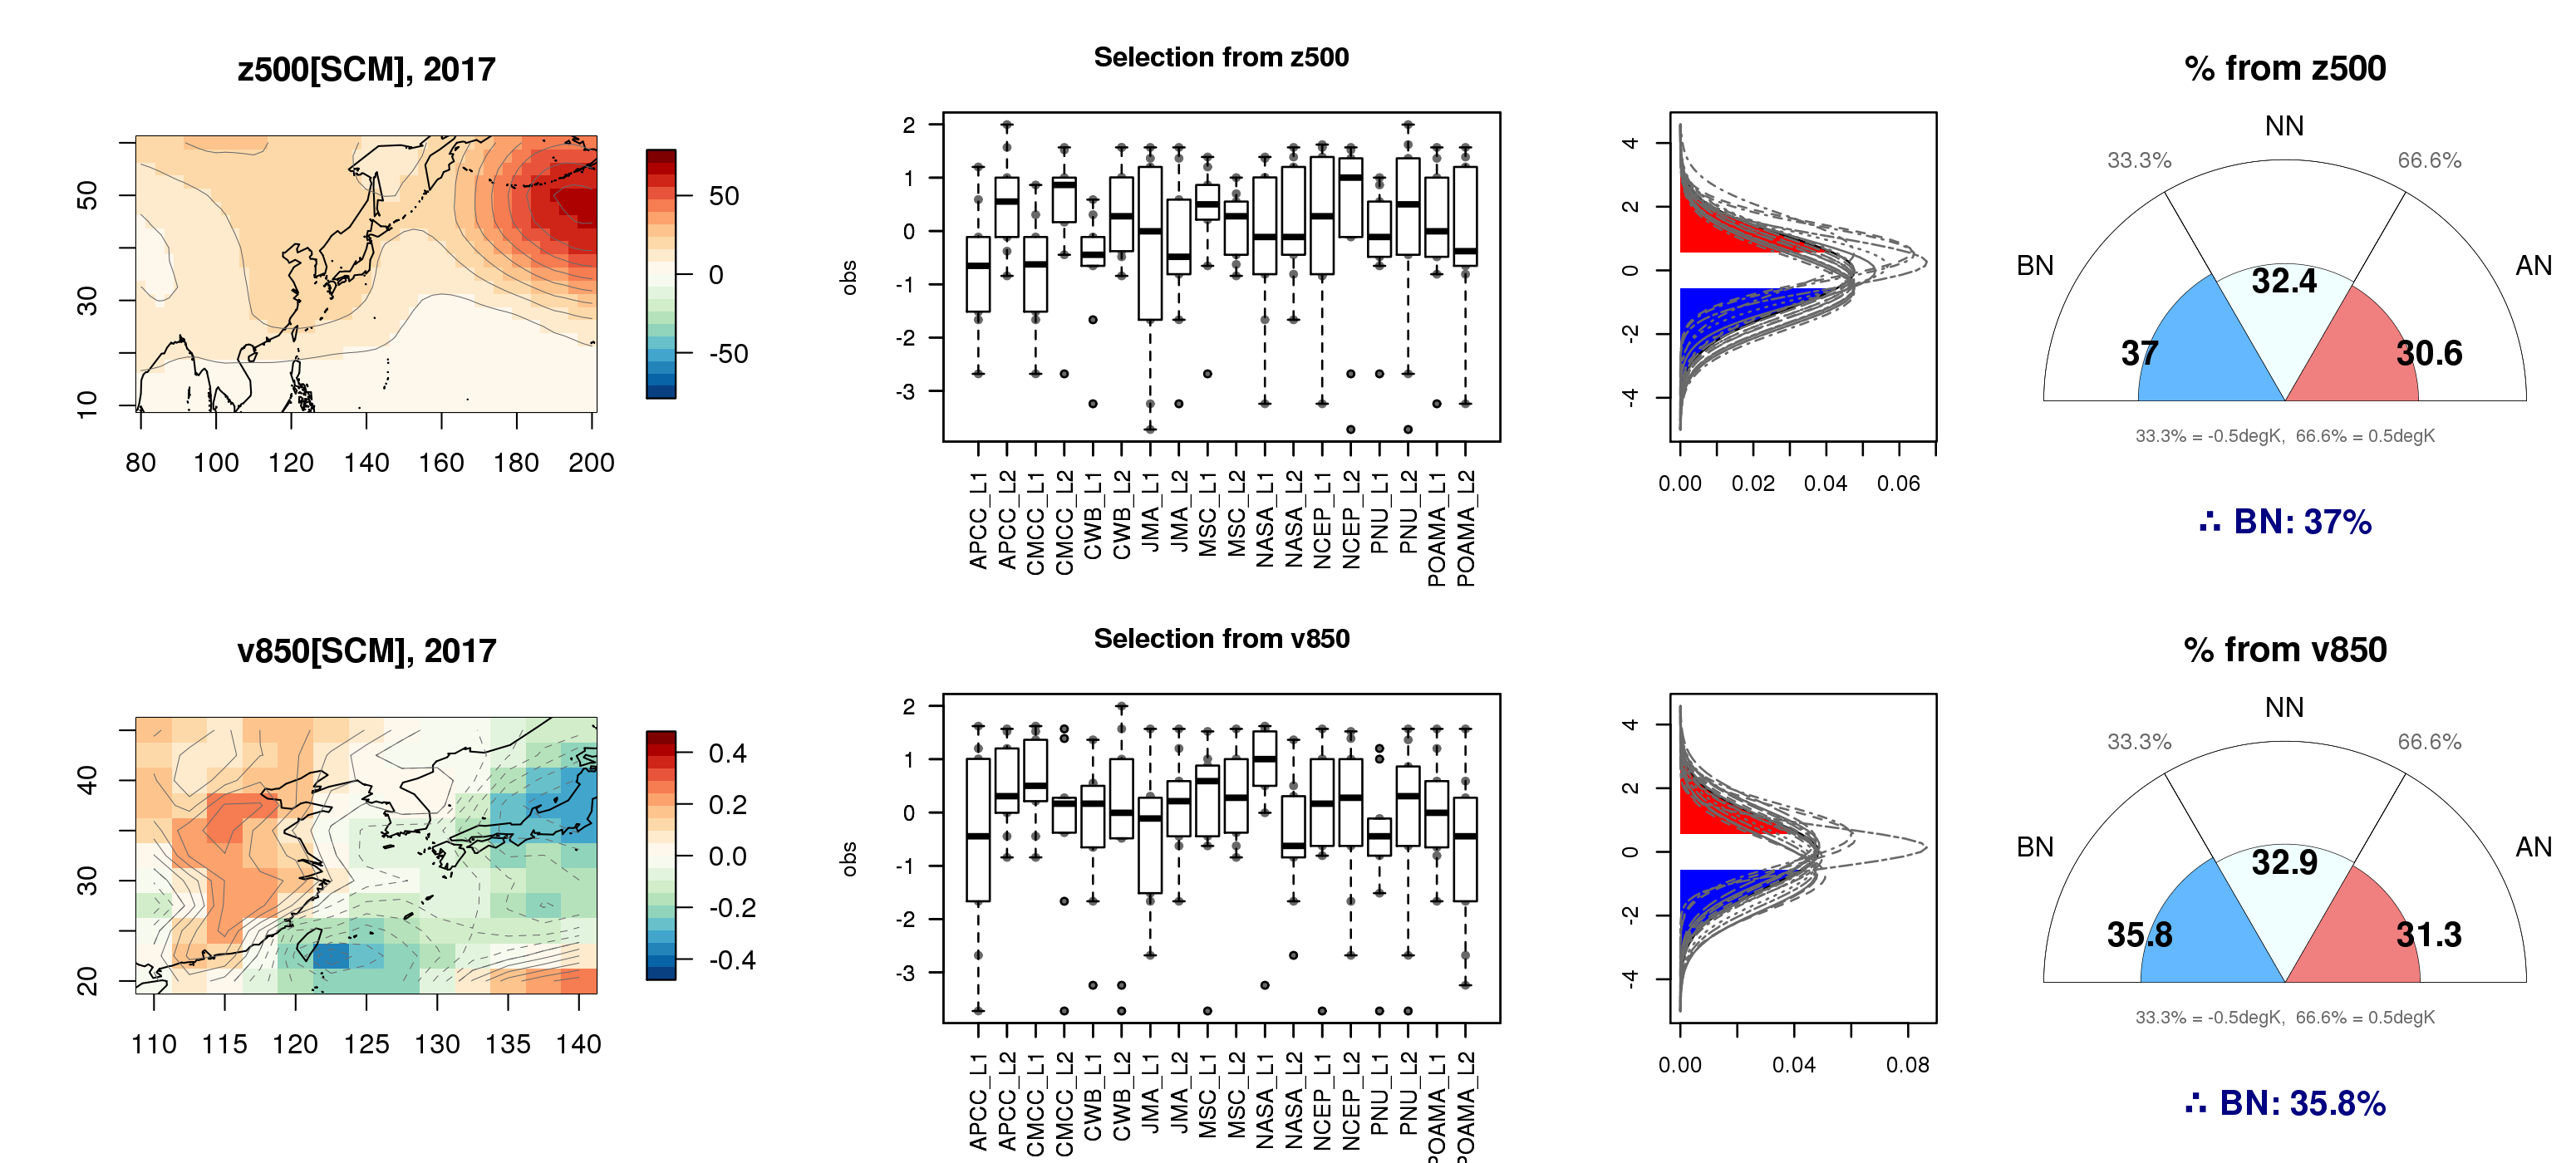 z500[SCM], 2017
50
30
10
80 100 120 140 160 180 200
50
0
-50
Selection from z500
obs
2
1
0
-1
-2
-3
APCC_L1
APCC_L2
CMCC_L1
CMCC_L2
CWB_L1
CWB_L2
JMA_L1
JMA_L2
MSC_L1
MSC_L2
NASA_L1
NASA_L2
NCEP_L1
NCEP_L2
PNU_L1
PNU_L2
POAMA_L1
POAMA_L2
4
2
0
-2
-4
0.00 0.02 0.04 0.06
% from z500
NN
33.3% 66.6%
BN AN
32.4
37 30.6
33.3% = -0.5degK, 66.6% = 0.5degK
∴ BN: 37%
v850[SCM], 2017
40
30
20
110 115 120 125 130 135 140
0.4
0.2
0.0
-0.2
-0.4
Selection from v850
obs
2
1
0
-1
-2
-3
APCC_L1
APCC_L2
CMCC_L1
CMCC_L2
CWB_L1
CWB_L2
JMA_L1
JMA_L2
MSC_L1
MSC_L2
NASA_L1
NASA_L2
NCEP_L1
NCEP_L2
PNU_L1
PNU_L2
POAMA_L1
POAMA_L2
4
2
0
-2
-4
0.00 0.04 0.08
% from v850
NN
33.3% 66.6%
BN AN
32.9
35.8 31.3
33.3% = -0.5degK, 66.6% = 0.5degK
∴ BN: 35.8%